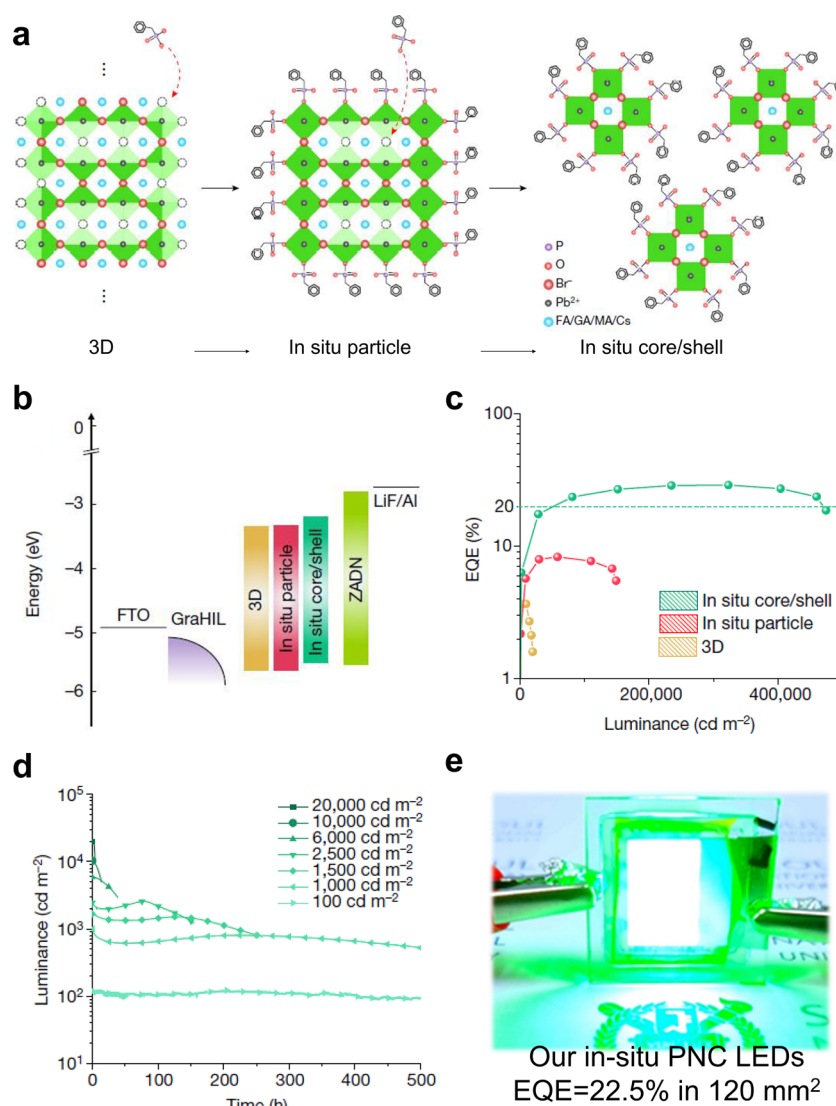 a
P
O
Br⁻
Pb²⁺
FA/GA/MA/Cs
3D
In situ particle
In situ core/shell
b
0
−3
−4
−5
−6
Energy (eV)
FTO
GraHIL
3D
In situ particle
In situ core/shell
ZADN
LiF/Al
c
100
20
10
1
EQE (%)
In situ core/shell
In situ particle
3D
0
200,000
400,000
Luminance (cd m⁻²)
d
10⁵
10⁴
10³
10²
10¹
Luminance (cd m⁻²)
20,000 cd m⁻²
10,000 cd m⁻²
6,000 cd m⁻²
2,500 cd m⁻²
1,500 cd m⁻²
1,000 cd m⁻²
100 cd m⁻²
0
100
200
300
400
500
Time (h)
e
Our in-situ PNC LEDs
EQE=22.5% in 120 mm²